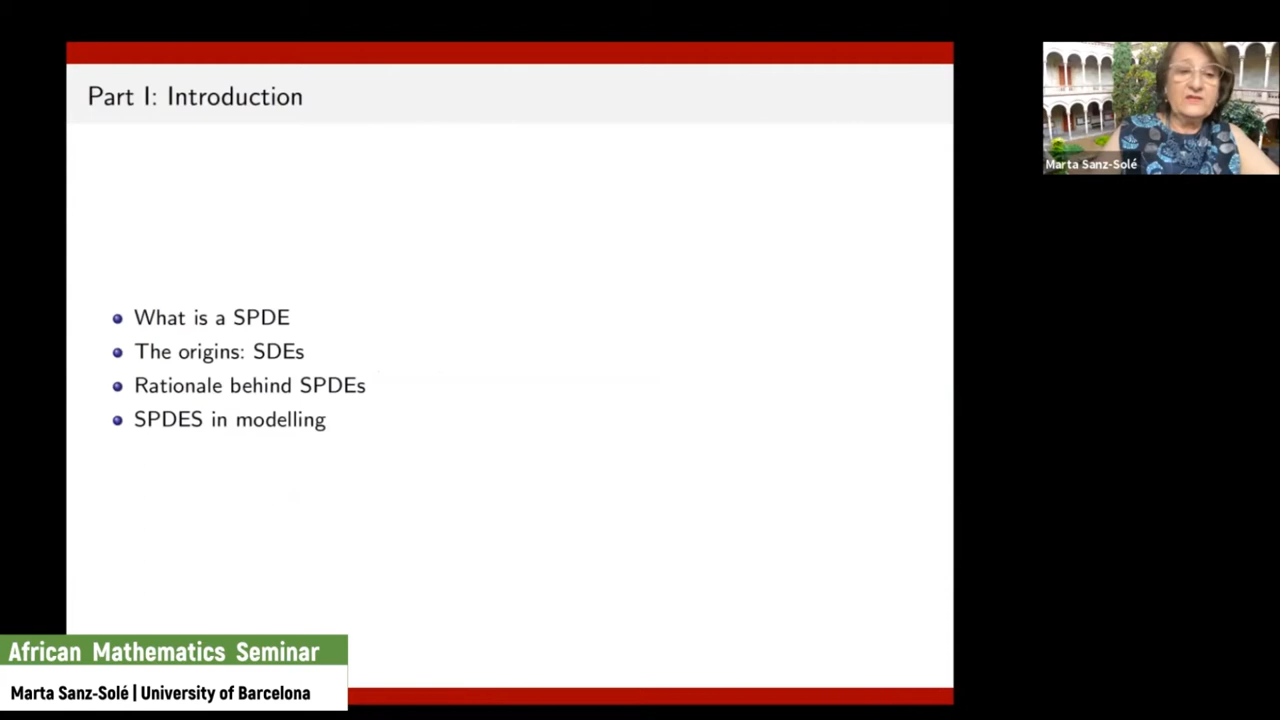 Part I: Introduction
What is a SPDE
The origins: SDEs
Rationale behind SPDEs
SPDES in modelling
Marta Sanz-Solé
African Mathematics Seminar
Marta Sanz-Solé | University of Barcelona